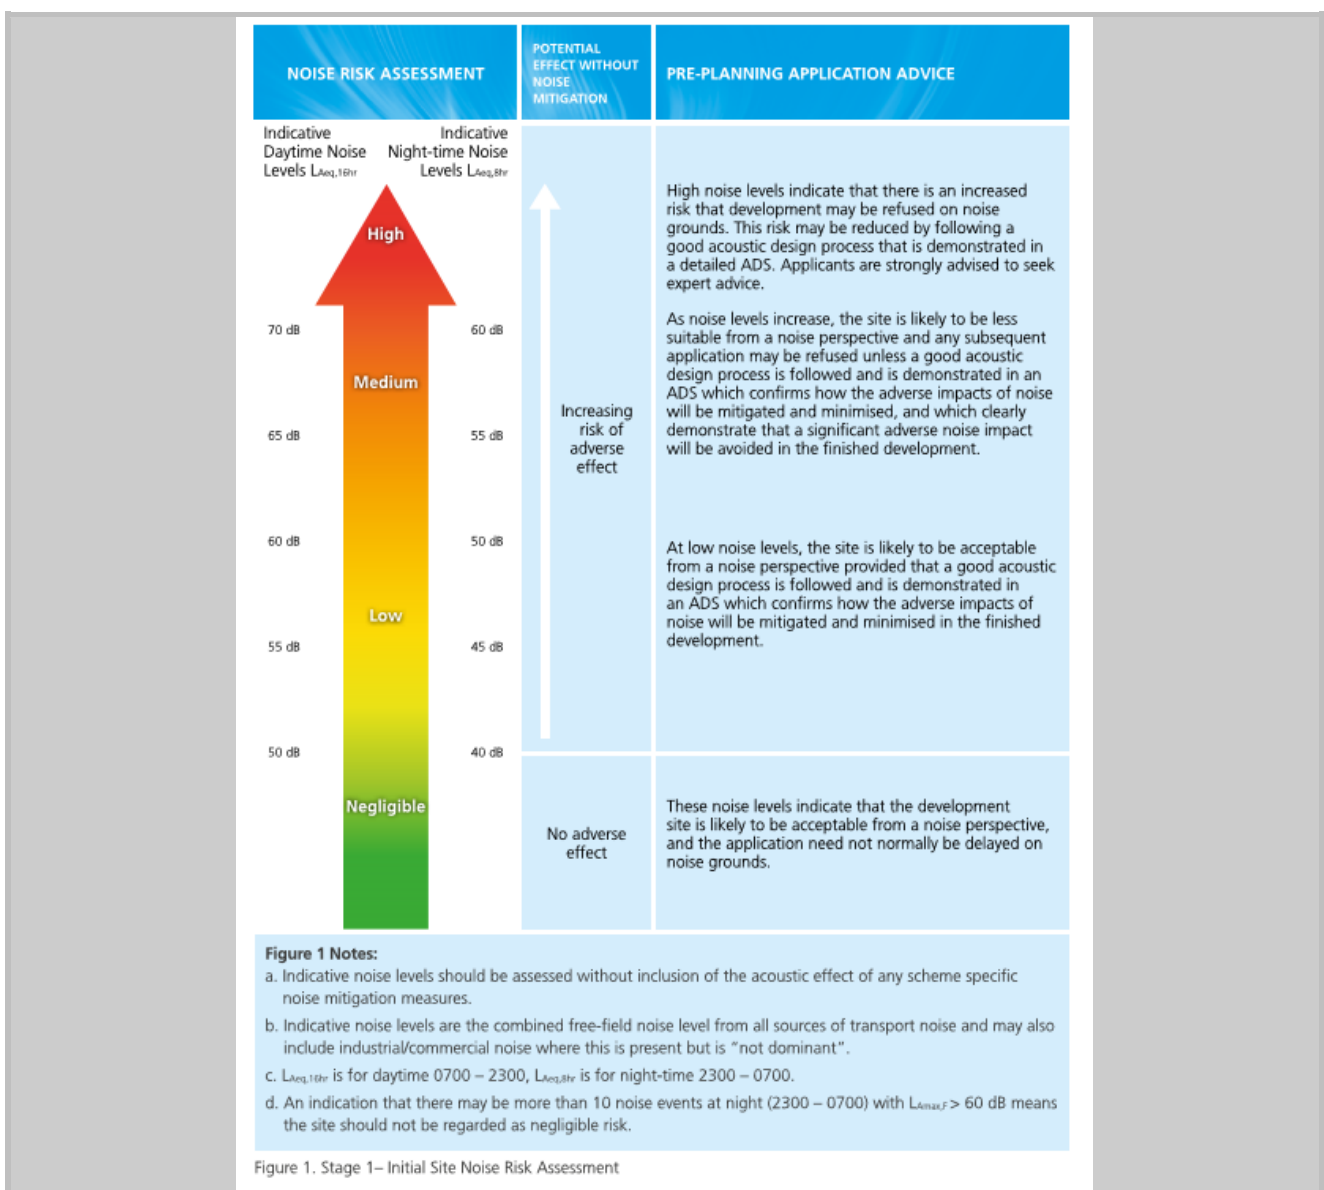 NOISE RISK ASSESSMENT
POTENTIAL
EFFECT WITHOUT
NOISE
MITIGATION
PRE-PLANNING APPLICATION ADVICE
Indicative
Daytime Noise
Levels LAeq,16hr
Indicative
Night-time Noise
Levels LAeq,8hr
High
70 dB
60 dB
Medium
65 dB
55 dB
60 dB
50 dB
Low
55 dB
45 dB
50 dB
40 dB
Negligible
Increasing
risk of
adverse
effect
No adverse
effect
High noise levels indicate that there is an increased
risk that development may be refused on noise
grounds. This risk may be reduced by following a
good acoustic design process that is demonstrated in
a detailed ADS. Applicants are strongly advised to seek
expert advice.
As noise levels increase, the site is likely to be less
suitable from a noise perspective and any subsequent
application may be refused unless a good acoustic
design process is followed and is demonstrated in an
ADS which confirms how the adverse impacts of noise
will be mitigated and minimised, and which clearly
demonstrate that a significant adverse noise impact
will be avoided in the finished development.
At low noise levels, the site is likely to be acceptable
from a noise perspective provided that a good acoustic
design process is followed and is demonstrated in
an ADS which confirms how the adverse impacts of
noise will be mitigated and minimised in the finished
development.
These noise levels indicate that the development
site is likely to be acceptable from a noise perspective,
and the application need not normally be delayed on
noise grounds.
Figure 1 Notes:
a. Indicative noise levels should be assessed without inclusion of the acoustic effect of any scheme specific
noise mitigation measures.
b. Indicative noise levels are the combined free-field noise level from all sources of transport noise and may also
include industrial/commercial noise where this is present but is “not dominant”.
c. LAeq,16hr is for daytime 0700 – 2300, LAeq,8hr is for night-time 2300 – 0700.
d. An indication that there may be more than 10 noise events at night (2300 – 0700) with LAmax,F > 60 dB means
the site should not be regarded as negligible risk.
Figure 1. Stage 1– Initial Site Noise Risk Assessment